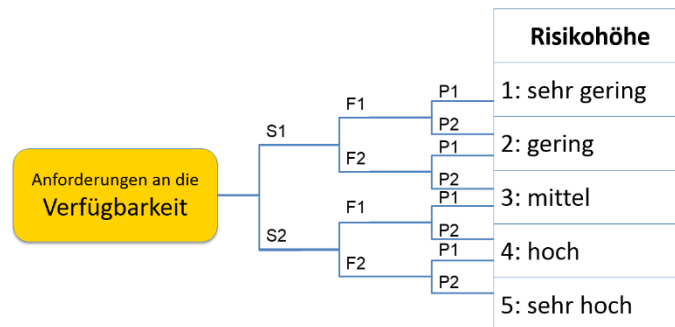 Risikohöhe
1: sehr gering
2: gering
3: mittel
4: hoch
5: sehr hoch
Anforderungen an die
Verfügbarkeit
S1
S2
F1
F2
F1
F2
P1
P2
P1
P2
P1
P2
P1
P2